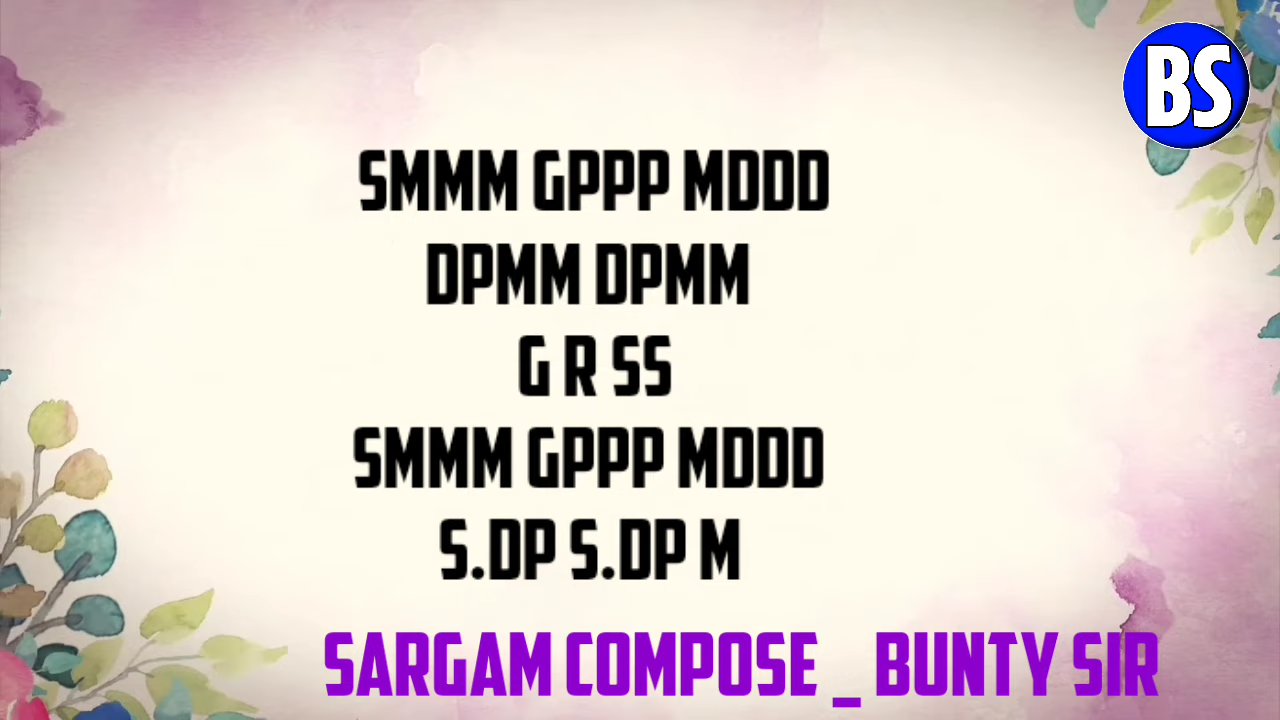 BS
SMMM GPPP MDDD
DPMM DPMM
G R SS
SMMM GPPP MDDD
S.DP S.DP M
SARGAM COMPOSE _ BUNTY SIR